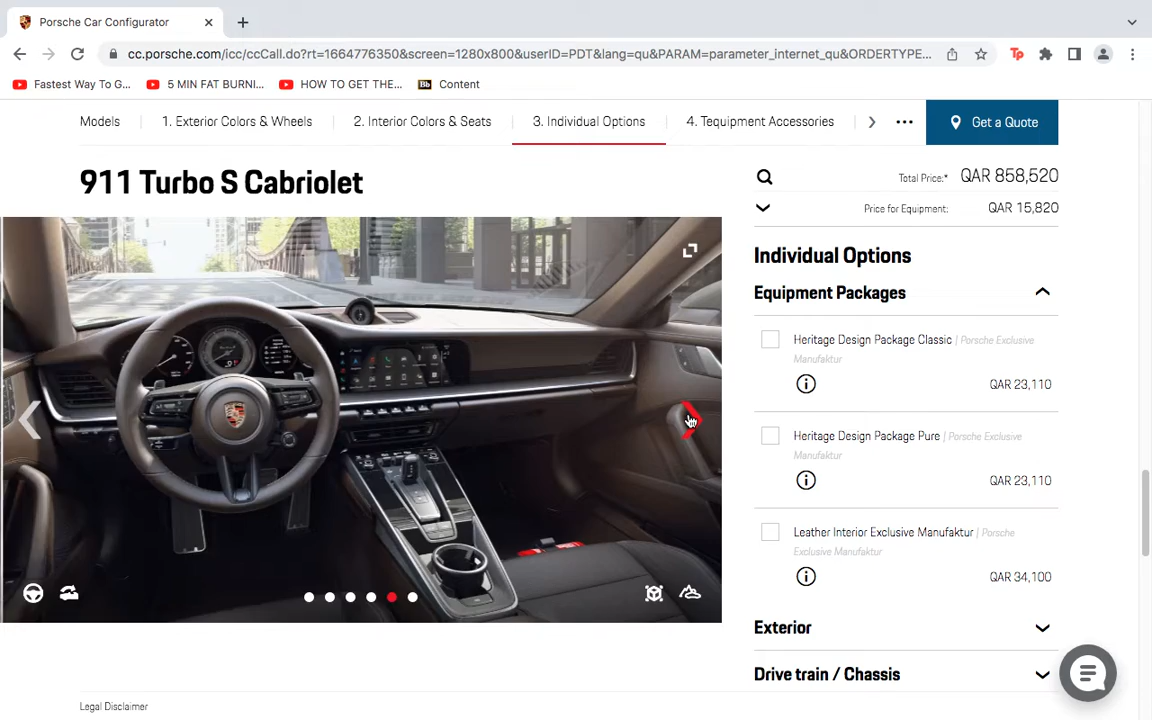 Porsche Car Configurator
cc.porsche.com/icc/ccCall.do?rt=1664776350&screen=1280x800&userID=PDT&lang=qu&PARAM=parameter_internet_qu&ORDERTYPE...
Fastest Way To G...
5 MIN FAT BURNI...
HOW TO GET THE...
Bb Content
Models
1. Exterior Colors & Wheels
2. Interior Colors & Seats
3. Individual Options
4. Tequipment Accessories
Get a Quote
911 Turbo S Cabriolet
Total Price:* QAR 858,520
Price for Equipment: QAR 15,820
Individual Options
Equipment Packages
Heritage Design Package Classic | Porsche Exclusive
Manufaktur
QAR 23,110
Heritage Design Package Pure | Porsche Exclusive
Manufaktur
QAR 23,110
Leather Interior Exclusive Manufaktur | Porsche
Exclusive Manufaktur
QAR 34,100
Exterior
Drive train / Chassis
Legal Disclaimer